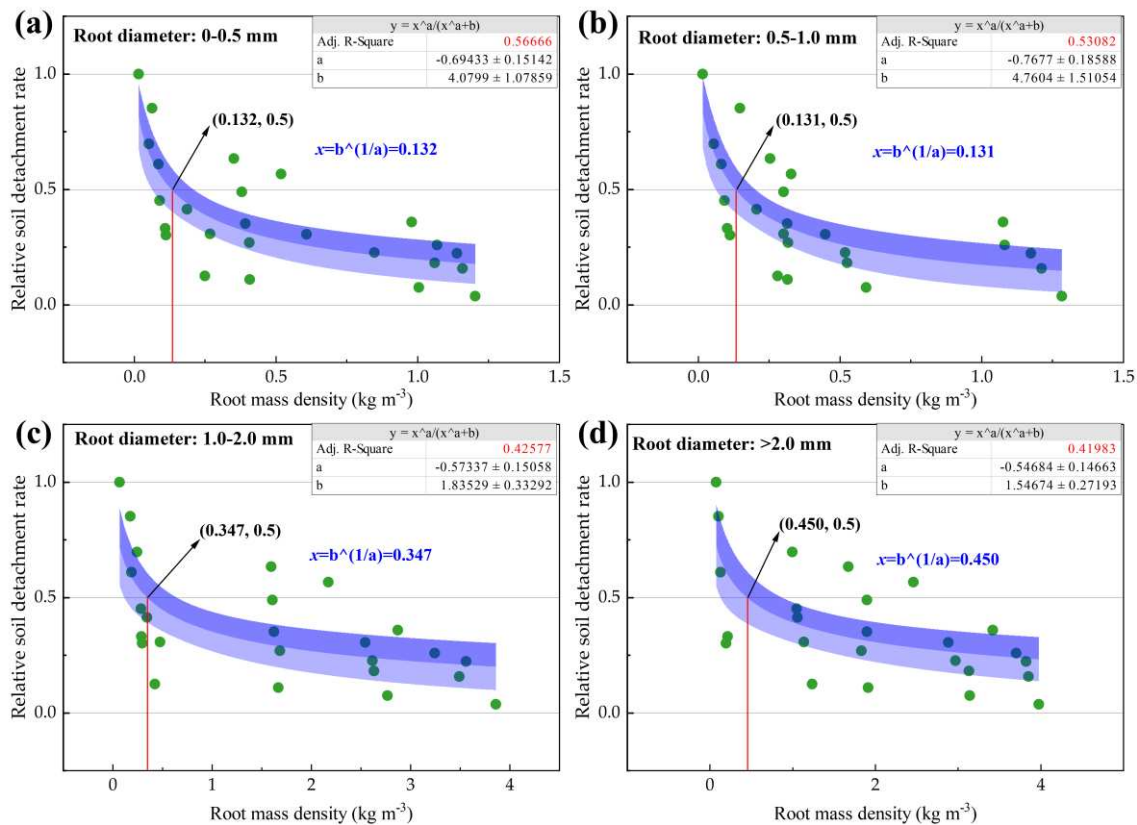 (a)
Root diameter: 0-0.5 mm
y = x^a/(x^a+b)
Adj. R-Square 0.56666
a -0.69433 ± 0.15142
b 4.0799 ± 1.07859
(0.132, 0.5)
x=b^(1/a)=0.132
Relative soil detachment rate
1.0
0.5
0.0
0.0 0.5 1.0 1.5
Root mass density (kg m⁻³)
(b)
Root diameter: 0.5-1.0 mm
y = x^a/(x^a+b)
Adj. R-Square 0.53082
a -0.7677 ± 0.18588
b 4.7604 ± 1.51054
(0.131, 0.5)
x=b^(1/a)=0.131
Relative soil detachment rate
1.0
0.5
0.0
0.0 0.5 1.0 1.5
Root mass density (kg m⁻³)
(c)
Root diameter: 1.0-2.0 mm
y = x^a/(x^a+b)
Adj. R-Square 0.42577
a -0.57337 ± 0.15058
b 1.83529 ± 0.33292
(0.347, 0.5)
x=b^(1/a)=0.347
Relative soil detachment rate
1.0
0.5
0.0
0 1 2 3 4
Root mass density (kg m⁻³)
(d)
Root diameter: >2.0 mm
y = x^a/(x^a+b)
Adj. R-Square 0.41983
a -0.54684 ± 0.14663
b 1.54674 ± 0.27193
(0.450, 0.5)
x=b^(1/a)=0.450
Relative soil detachment rate
1.0
0.5
0.0
0 2 4
Root mass density (kg m⁻³)